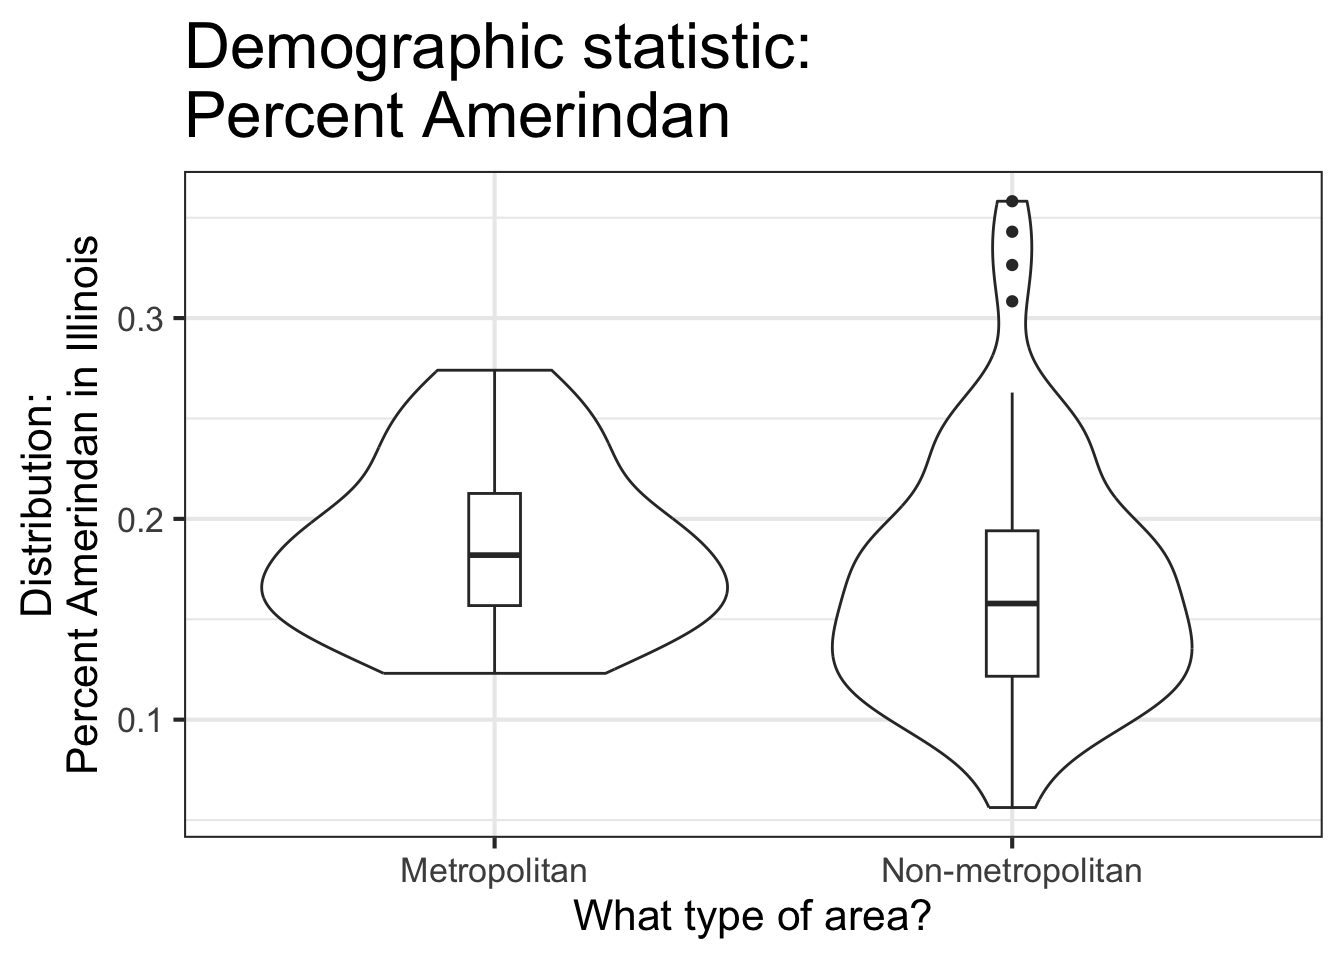 Demographic statistic:
Percent Amerindan
Distribution:
Percent Amerindan in Illinois
0.3
0.2
0.1
Metropolitan
Non-metropolitan
What type of area?